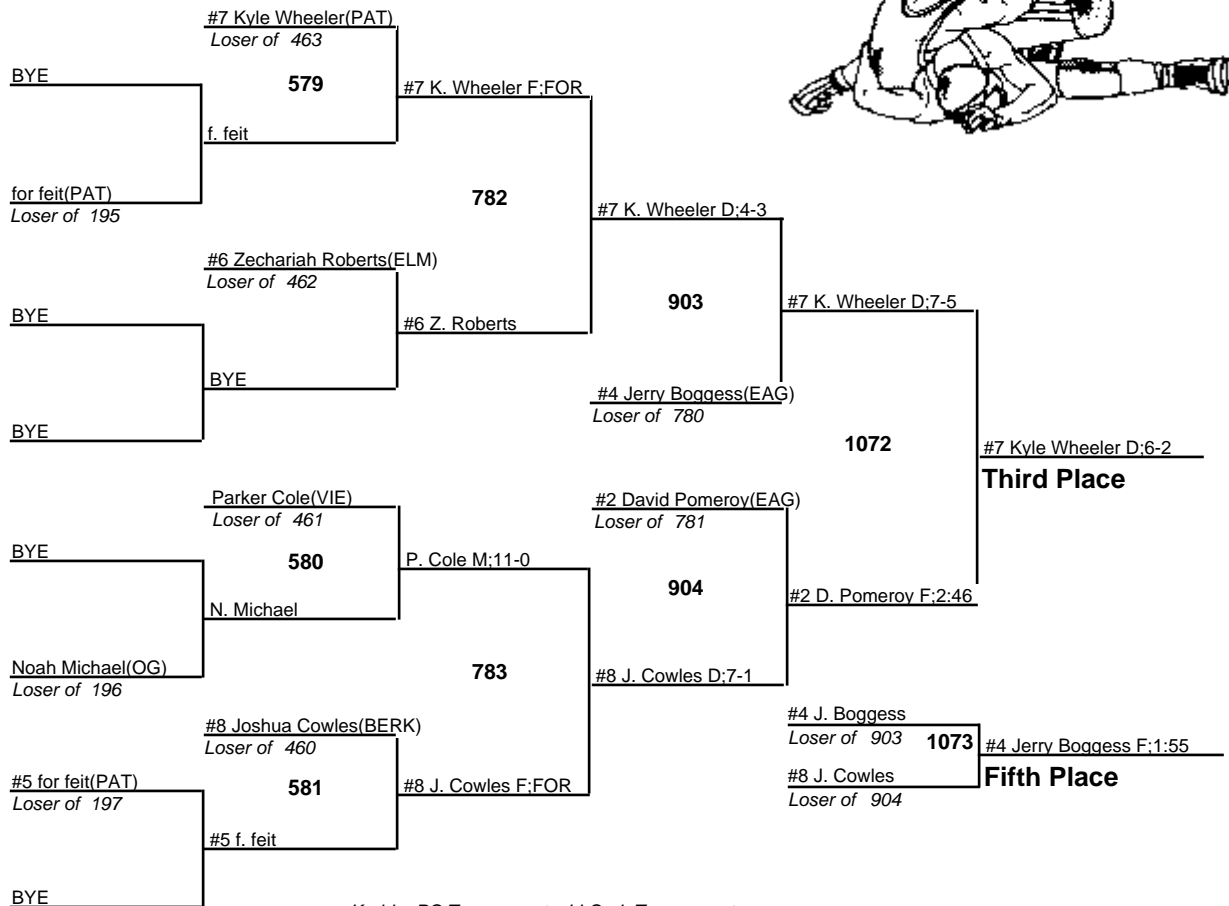 #7 Kyle Wheeler(PAT)
Loser of 463
BYE
579
#7 K. Wheeler F;FOR
f. feit
for feit(PAT)
Loser of 195
782
#7 K. Wheeler D;4-3
#6 Zechariah Roberts(ELM)
Loser of 462
BYE
#6 Z. Roberts
903
#7 K. Wheeler D;7-5
BYE
#4 Jerry Boggess(EAG)
Loser of 780
BYE
1072
#7 Kyle Wheeler D;6-2
Third Place
Parker Cole(VIE)
Loser of 461
#2 David Pomeroy(EAG)
Loser of 781
BYE
580
P. Cole M;11-0
904
N. Michael
#2 D. Pomeroy F;2:46
Noah Michael(OG)
Loser of 196
783
#8 J. Cowles D;7-1
#8 Joshua Cowles(BERK)
Loser of 460
#4 J. Boggess
Loser of 903
1073
#4 Jerry Boggess F;1:55
Fifth Place
#5 for feit(PAT)
Loser of 197
581
#8 J. Cowles F;FOR
#8 J. Cowles
Loser of 904
#5 f. feit
BYE